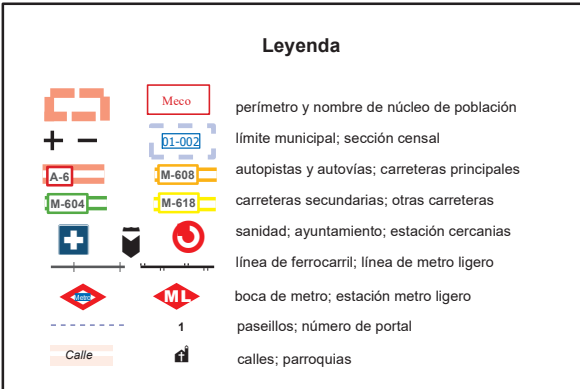 Leyenda
Meco
perímetro y nombre de núcleo de población
01-002
límite municipal; sección censal
A-6
M-608
autopistas y autovías; carreteras principales
M-604
M-618
carreteras secundarias; otras carreteras
sanidad; ayuntamiento; estación cercanias
línea de ferrocarril; línea de metro ligero
Metro
ML
boca de metro; estación metro ligero
1
paseillos; número de portal
Calle
calles; parroquias